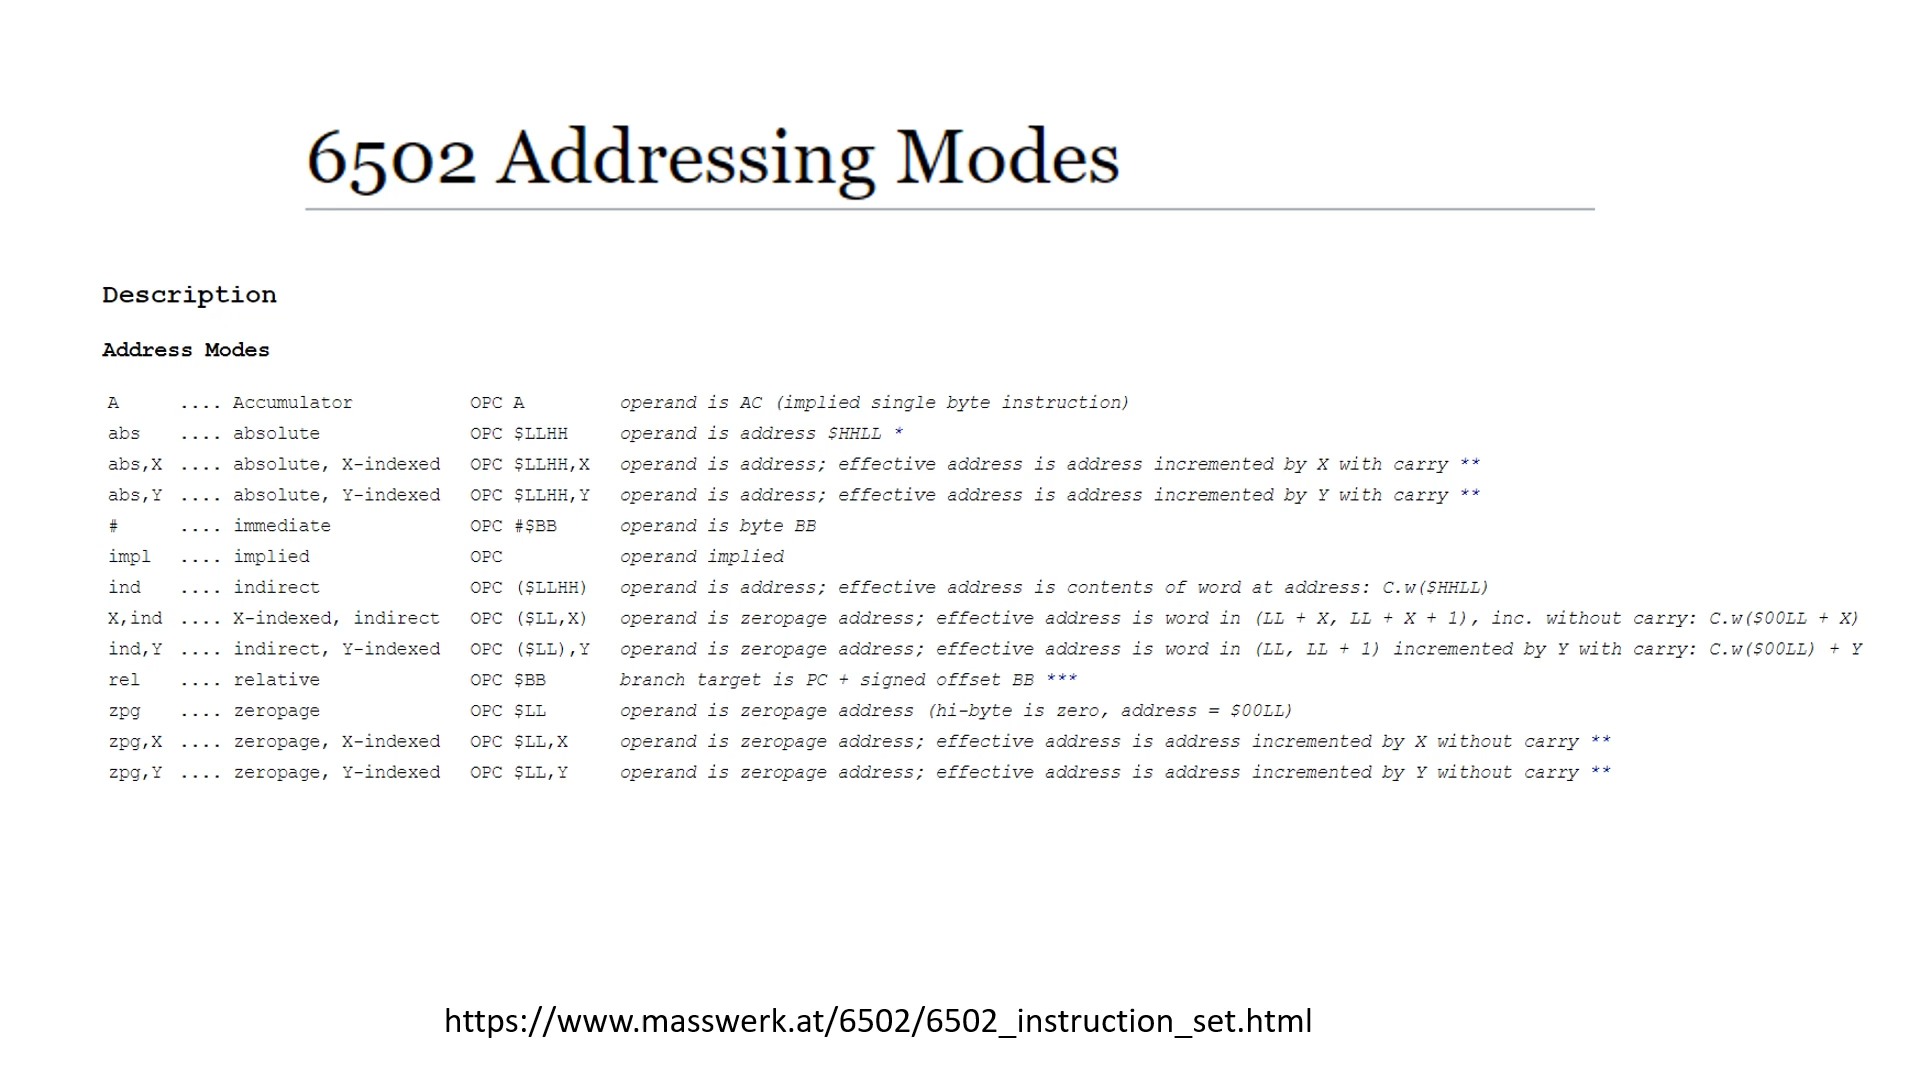 6502 Addressing Modes
Description
Address Modes
A .... Accumulator OPC A operand is AC (implied single byte instruction)
abs .... absolute OPC $LLHH operand is address $HHLL *
abs,X .... absolute, X-indexed OPC $LLHH,X operand is address; effective address is address incremented by X with carry **
abs,Y .... absolute, Y-indexed OPC $LLHH,Y operand is address; effective address is address incremented by Y with carry **
# .... immediate OPC #$BB operand is byte BB
impl .... implied OPC operand implied
ind .... indirect OPC ($LLHH) operand is address; effective address is contents of word at address: C.w($HHLL)
X,ind .... X-indexed, indirect OPC ($LL,X) operand is zeropage address; effective address is word in (LL + X, LL + X + 1), inc. without carry: C.w($00LL + X)
ind,Y .... indirect, Y-indexed OPC ($LL),Y operand is zeropage address; effective address is word in (LL, LL + 1) incremented by Y with carry: C.w($00LL) + Y
rel .... relative OPC $BB branch target is PC + signed offset BB ***
zpg .... zeropage OPC $LL operand is zeropage address (hi-byte is zero, address = $00LL)
zpg,X .... zeropage, X-indexed OPC $LL,X operand is zeropage address; effective address is address incremented by X without carry **
zpg,Y .... zeropage, Y-indexed OPC $LL,Y operand is zeropage address; effective address is address incremented by Y without carry **
https://www.masswerk.at/6502/6502_instruction_set.html